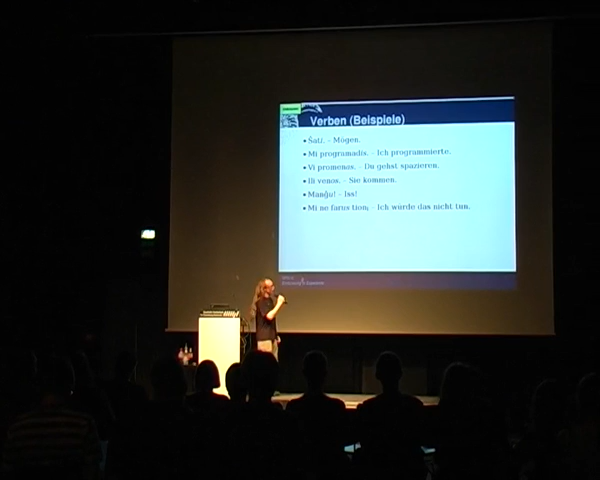 Verben (Beispiele)
• Ŝati. – Mögen.
• Mi programadis. – Ich programmierte.
• Vi promenos. – Du gehst spazieren.
• Ili venos. – Sie kommen.
• Manĝu! – Iss!
• Mi ne farus tion; – Ich würde das nicht tun.